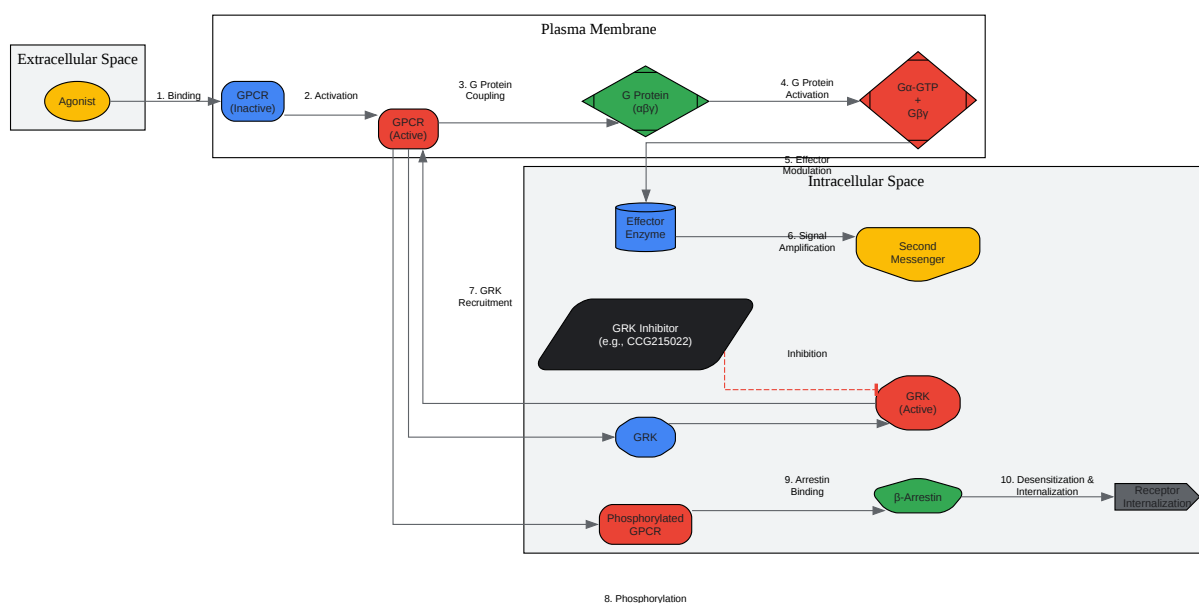 Plasma Membrane
Extracellular Space
Agonist
1. Binding
GPCR
(Inactive)
2. Activation
GPCR
(Active)
3. G Protein
Coupling
G Protein
(αβγ)
4. G Protein
Activation
Gα-GTP
+
Gβγ
5. Effector
Modulation
Intracellular Space
Effector
Enzyme
6. Signal
Amplification
Second
Messenger
7. GRK
Recruitment
GRK Inhibitor
(e.g., CCG215022)
Inhibition
GRK
(Active)
GRK
Phosphorylated
GPCR
9. Arrestin
Binding
β-Arrestin
10. Desensitization &
Internalization
Receptor
Internalization
8. Phosphorylation